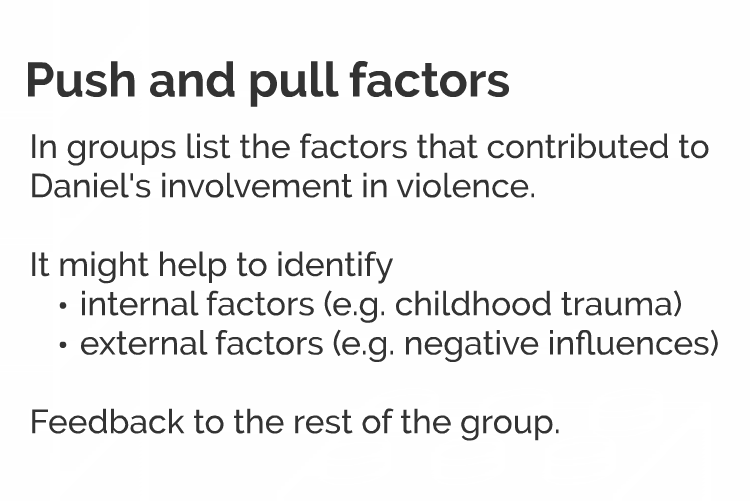 Push and pull factors
In groups list the factors that contributed to
Daniel's involvement in violence.
It might help to identify
• internal factors (e.g. childhood trauma)
• external factors (e.g. negative influences)
Feedback to the rest of the group.